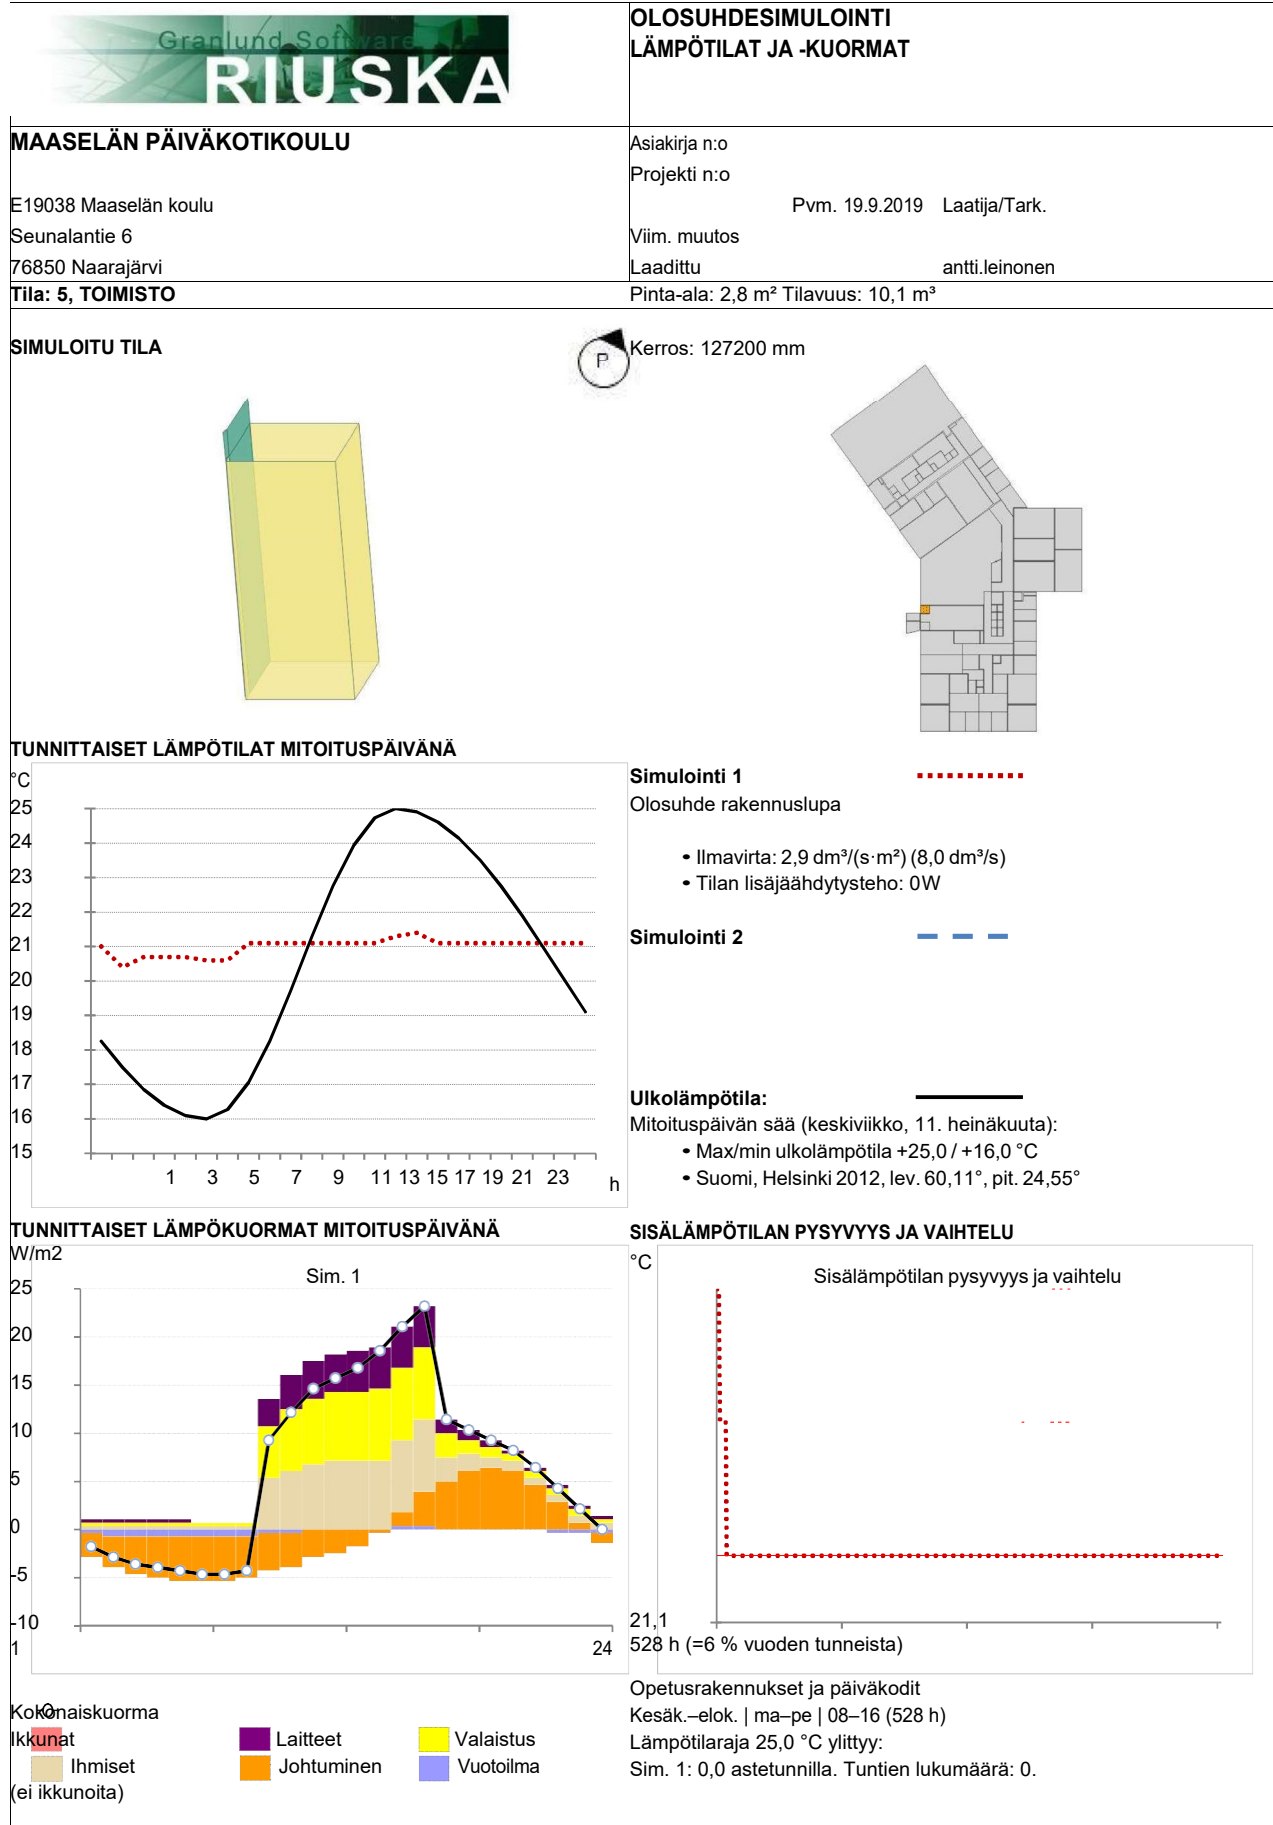 Granlund Software
RIUSKA
OLOSUHDESIMULOINTI
LÄMPÖTILAT JA -KUORMAT
MAASELÄN PÄIVÄKOTIKOULU
Asiakirja n:o
Projekti n:o
E19038 Maaselän koulu
Pvm. 19.9.2019 Laatija/Tark.
Seunalantie 6
Viim. muutos
76850 Naarajärvi
Laadittu antti.leinonen
Tila: 5, TOIMISTO
Pinta-ala: 2,8 m² Tilavuus: 10,1 m³
SIMULOITU TILA
P
Kerros: 127200 mm
TUNNITTAISET LÄMPÖTILAT MITOITUSPÄIVÄNÄ
°C
25
24
23
22
21
20
19
18
17
16
15
1 3 5 7 9 11 13 15 17 19 21 23
h
Simulointi 1
Olosuhde rakennuslupa
• Ilmavirta: 2,9 dm³/(s·m²) (8,0 dm³/s)
• Tilan lisäjäähdytysteho: 0W
Simulointi 2
Ulkolämpötila:
Mitoituspäivän sää (keskiviikko, 11. heinäkuuta):
• Max/min ulkolämpötila +25,0 / +16,0 °C
• Suomi, Helsinki 2012, lev. 60,11°, pit. 24,55°
TUNNITTAISET LÄMPÖKUORMAT MITOITUSPÄIVÄNÄ
W/m2
Sim. 1
25
20
15
10
5
0
-5
-10
1 24
SISÄLÄMPÖTILAN PYSYVYYS JA VAIHTELU
°C
Sisälämpötilan pysyvyys ja vaihtelu
21,1
528 h (=6 % vuoden tunneista)
Kokonaiskuorma
Ikkunat
Laitteet
Valaistus
Ihmiset
Johtuminen
Vuotoilma
(ei ikkunoita)
Opetusrakennukset ja päiväkodit
Kesäk.–elok. | ma–pe | 08–16 (528 h)
Lämpötilaraja 25,0 °C ylittyy:
Sim. 1: 0,0 astetunnilla. Tuntien lukumäärä: 0.